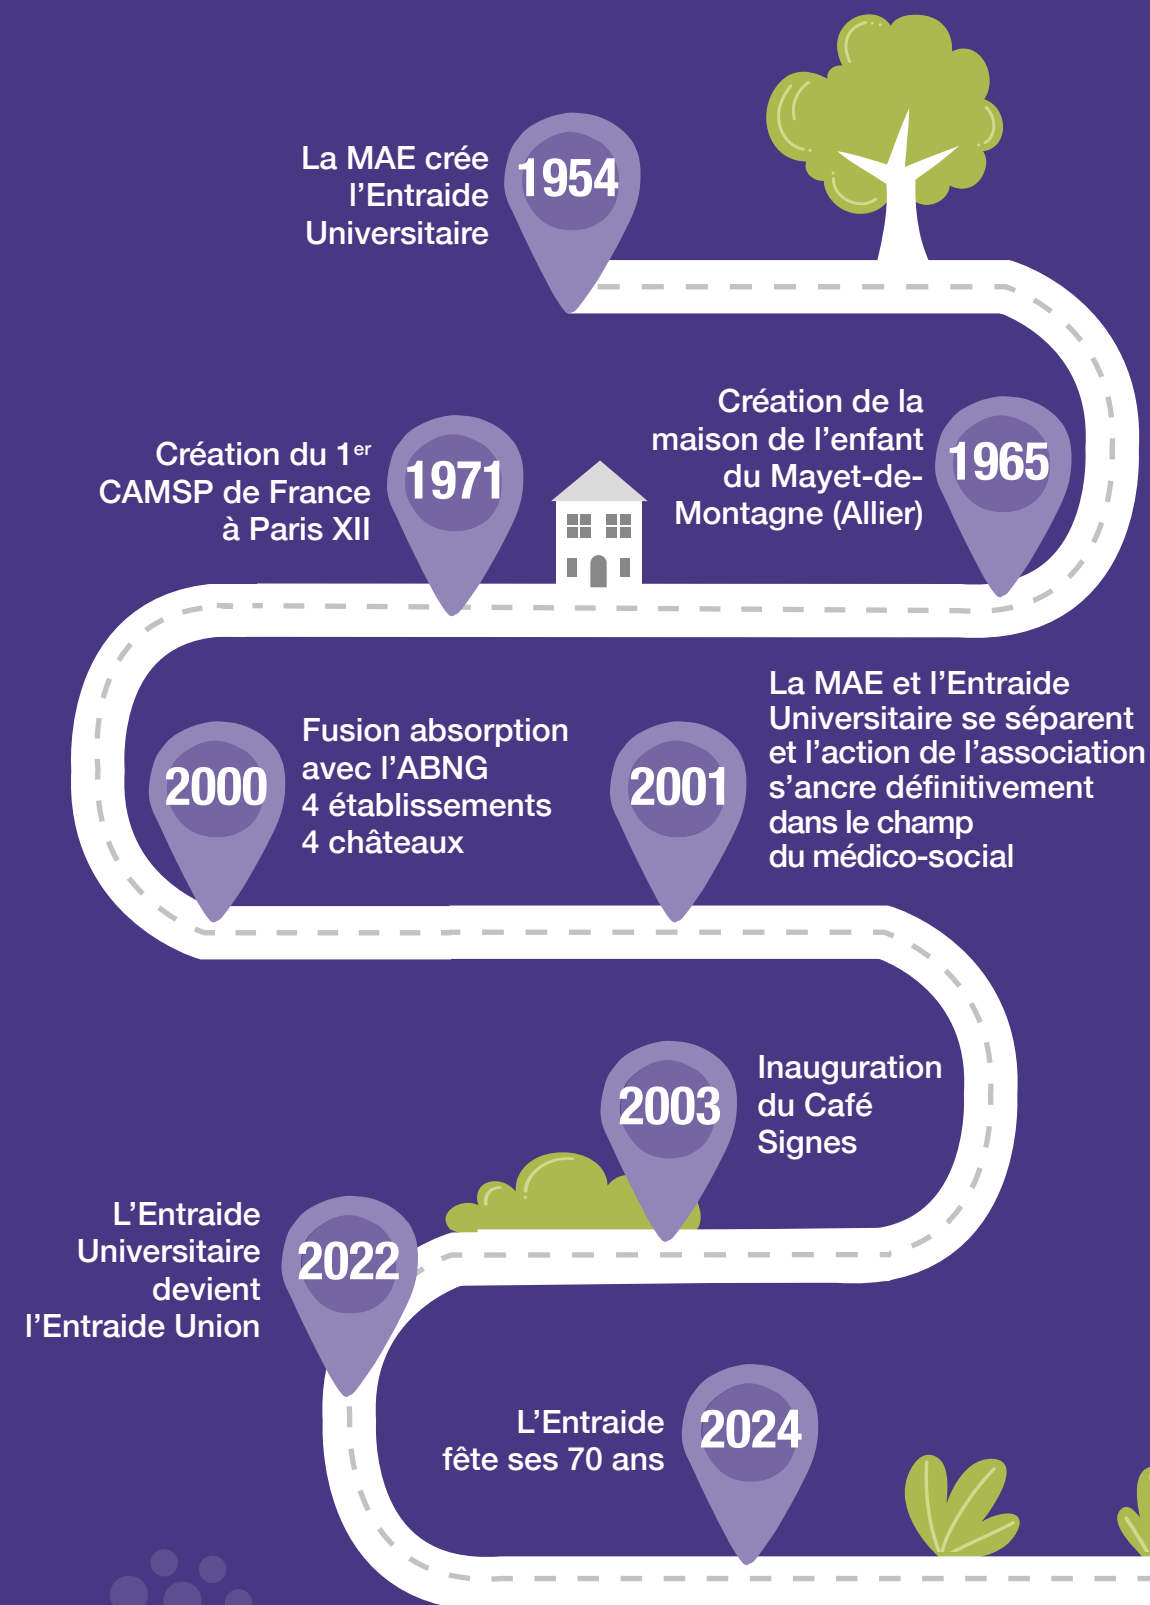 La MAE crée
l’Entraide
Universitaire
1954
Création de la
maison de l’enfant
du Mayet-de-
Montagne (Allier)
1965
Création du 1er
CAMSP de France
à Paris XII
1971
2000
Fusion absorption
avec l’ABNG
4 établissements
4 châteaux
2001
La MAE et l’Entraide
Universitaire se séparent
et l’action de l’association
s’ancre définitivement
dans le champ
du médico-social
2003
Inauguration
du Café
Signes
L’Entraide
Universitaire
devient
l’Entraide Union
2022
L’Entraide
fête ses 70 ans
2024